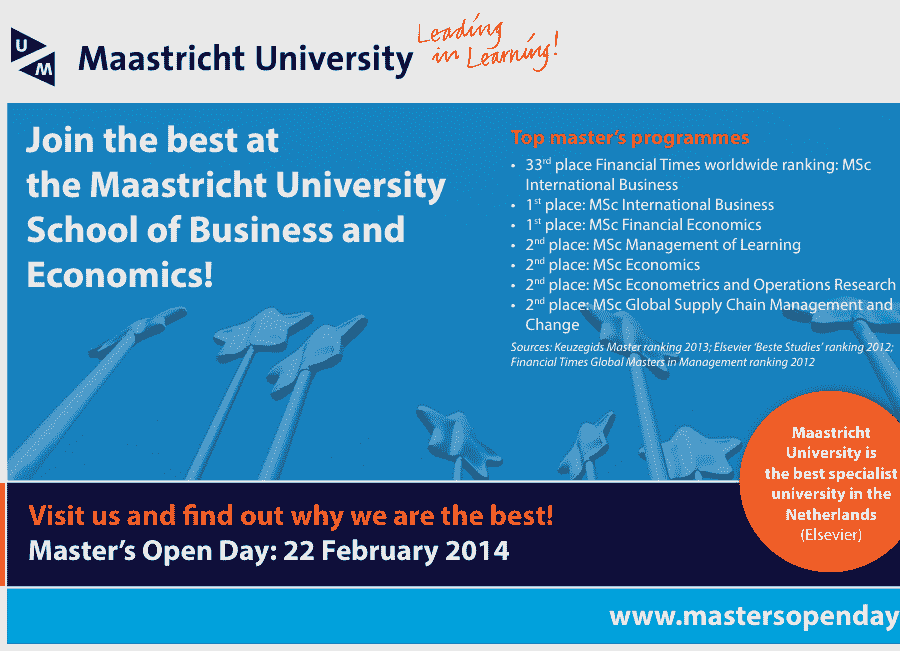 U
M
Maastricht University
Leading
in Learning!
Join the best at
the Maastricht University
School of Business and
Economics!
Top master's programmes
• 33rd place Financial Times worldwide ranking: MSc
International Business
• 1st place: MSc International Business
• 1st place: MSc Financial Economics
• 2nd place: MSc Management of Learning
• 2nd place: MSc Economics
• 2nd place: MSc Econometrics and Operations Research
• 2nd place: MSc Global Supply Chain Management and
Change
Sources: Keuzegids Master ranking 2013; Elsevier 'Beste Studies' ranking 2012;
Financial Times Global Masters in Management ranking 2012
Maastricht
University is
the best specialist
university in the
Netherlands
(Elsevier)
Visit us and find out why we are the best!
Master's Open Day: 22 February 2014
www.mastersopenday